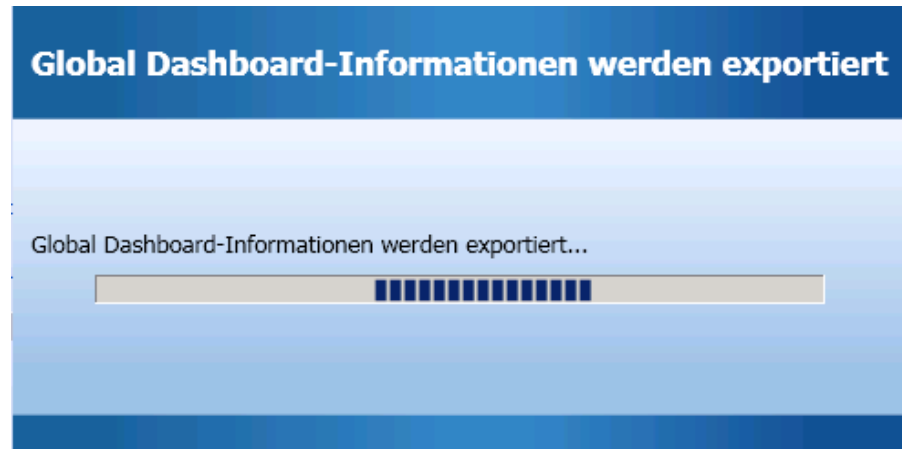 Global Dashboard-Informationen werden exportiert
Global Dashboard-Informationen werden exportiert...